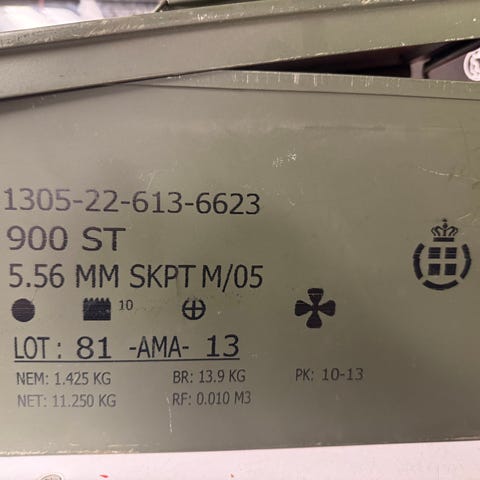 1305-22-613-6623
900 ST
5.56 MM SKPT M/05
10
LOT: 81 -AMA- 13
NEM: 1.425 KG BR: 13.9 KG PK: 10-13
NET: 11.250 KG RF: 0.010 M3